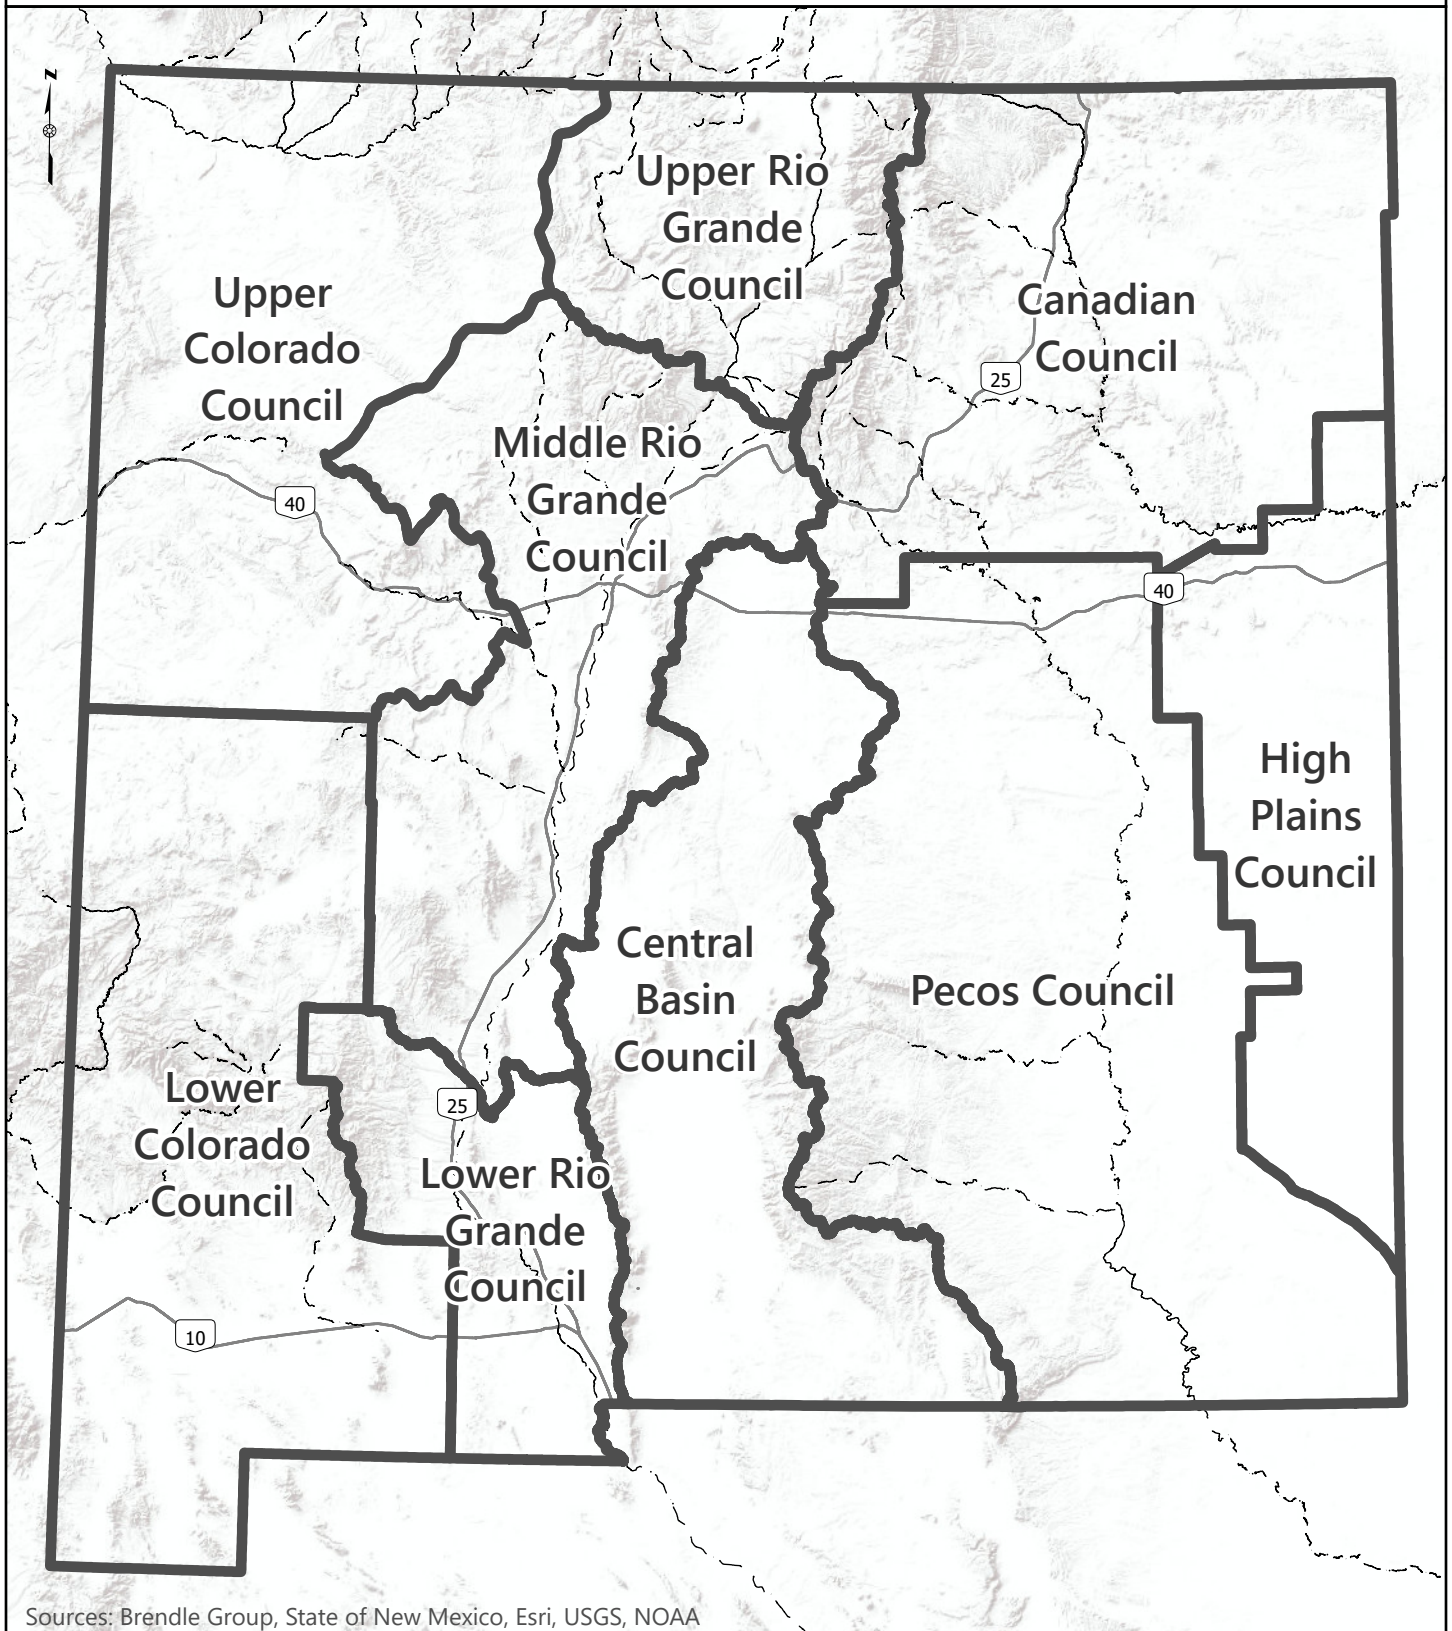 N
Upper Rio
Grande
Council
Upper
Colorado
Council
Canadian
Council
25
Middle Rio
Grande
Council
40
40
High
Plains
Council
Central
Basin
Council
Pecos Council
Lower
Colorado
Council
25
Lower Rio
Grande
Council
10
Sources: Brendle Group, State of New Mexico, Esri, USGS, NOAA